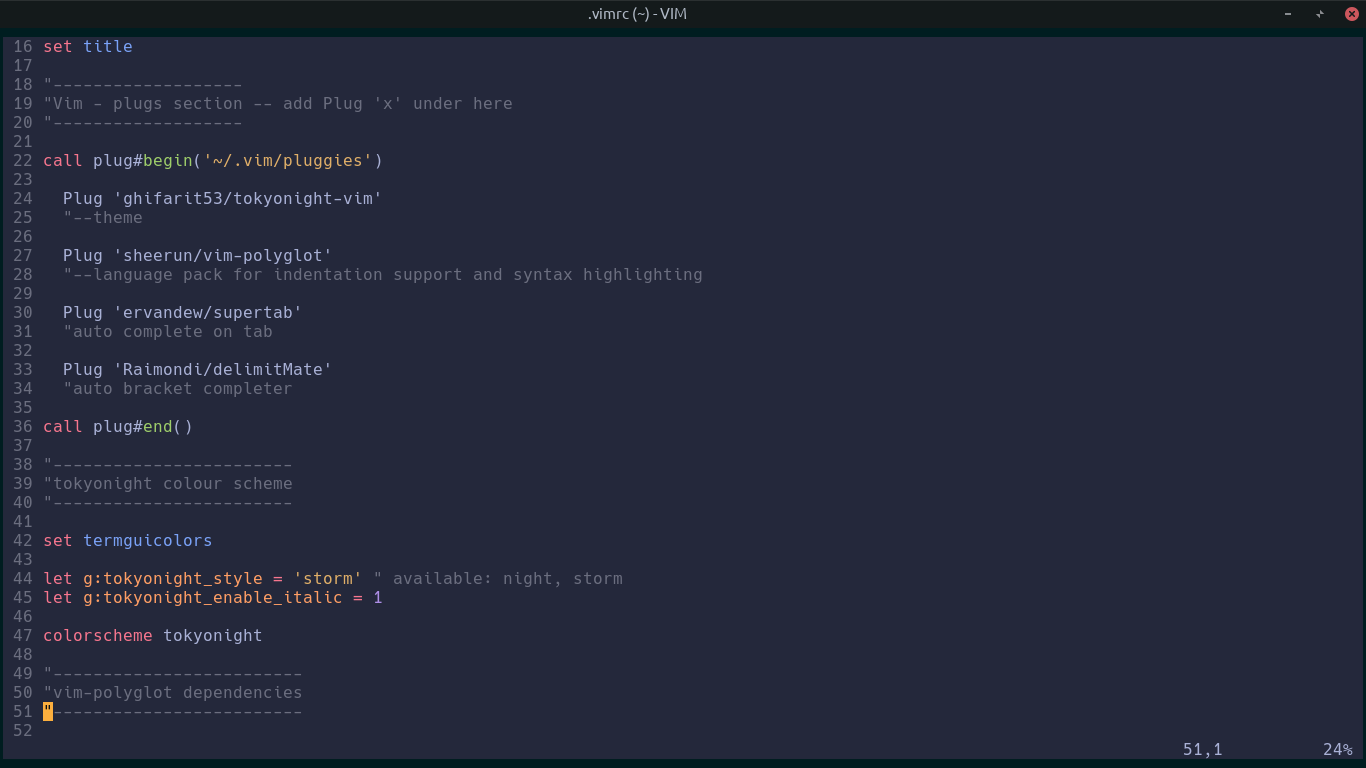 .vimrc (~) - VIM
16 set title
17
18 "-------------------
19 "Vim - plugs section -- add Plug 'x' under here
20 "-------------------
21
22 call plug#begin('~/.vim/pluggies')
23
24   Plug 'ghifarit53/tokyonight-vim'
25   "--theme
26
27   Plug 'sheerun/vim-polyglot'
28   "--language pack for indentation support and syntax highlighting
29
30   Plug 'ervandew/supertab'
31   "auto complete on tab
32
33   Plug 'Raimondi/delimitMate'
34   "auto bracket completer
35
36 call plug#end()
37
38 "------------------------
39 "tokyonight colour scheme
40 "------------------------
41
42 set termguicolors
43
44 let g:tokyonight_style = 'storm' " available: night, storm
45 let g:tokyonight_enable_italic = 1
46
47 colorscheme tokyonight
48
49 "-------------------------
50 "vim-polyglot dependencies
51 "-------------------------
52
51,1 24%